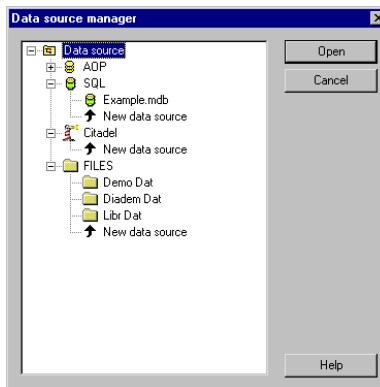 Data source manager
Data source
AOP
SQL
Example.mdb
New data source
Citadel
New data source
FILES
Demo Dat
Diadem Dat
Libr Dat
New data source
Open
Cancel
Help